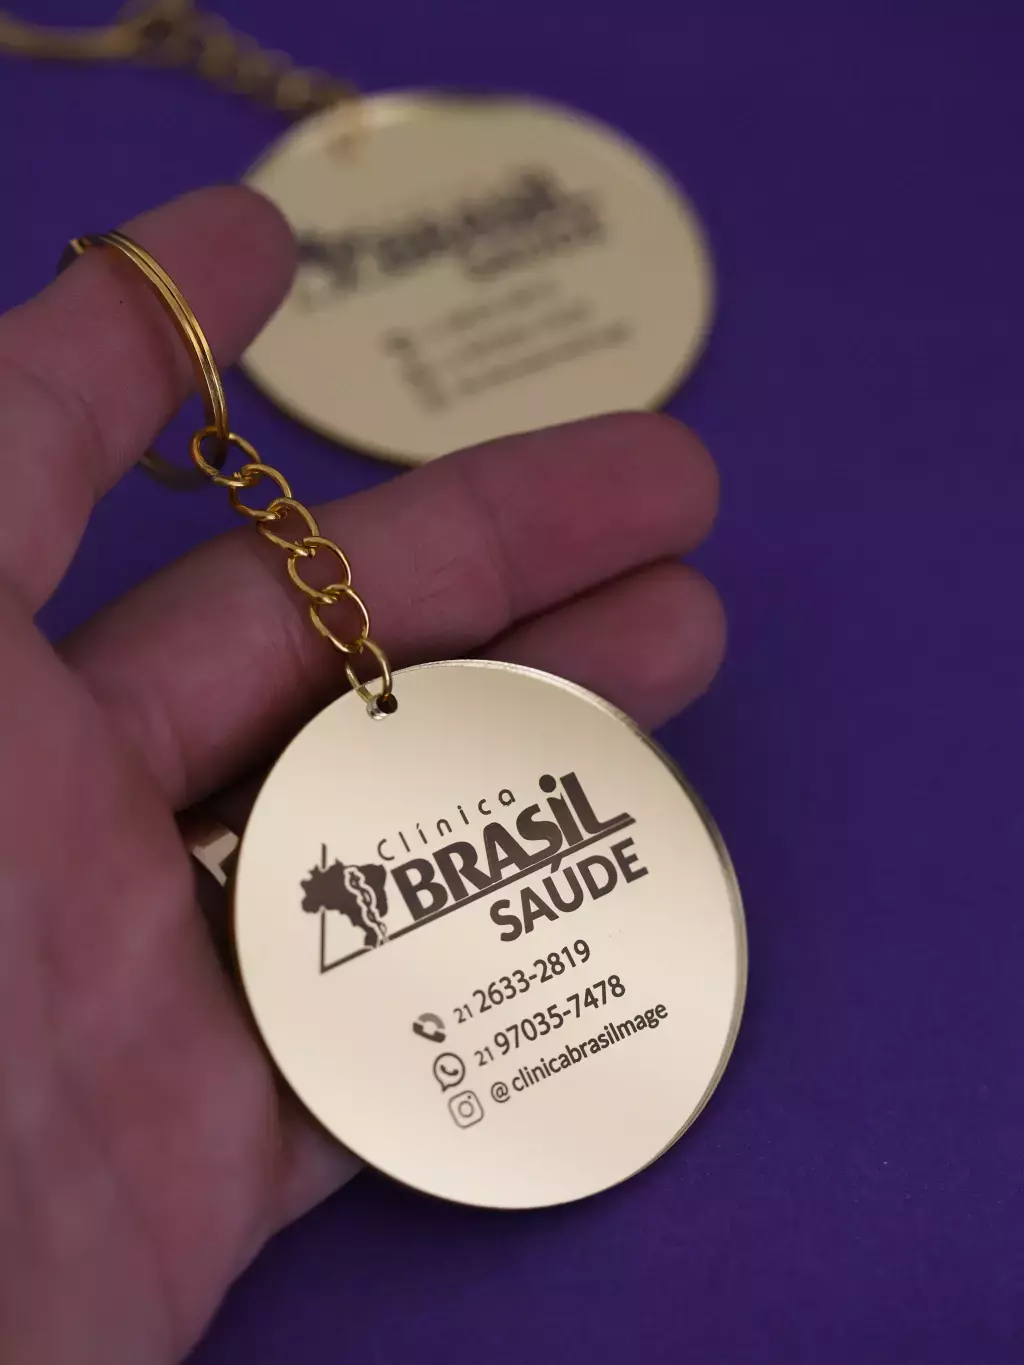 Clínica
BRASiL
SAÚDE
21 2633-2819
21 97035-7478
@clinicabrasilmage